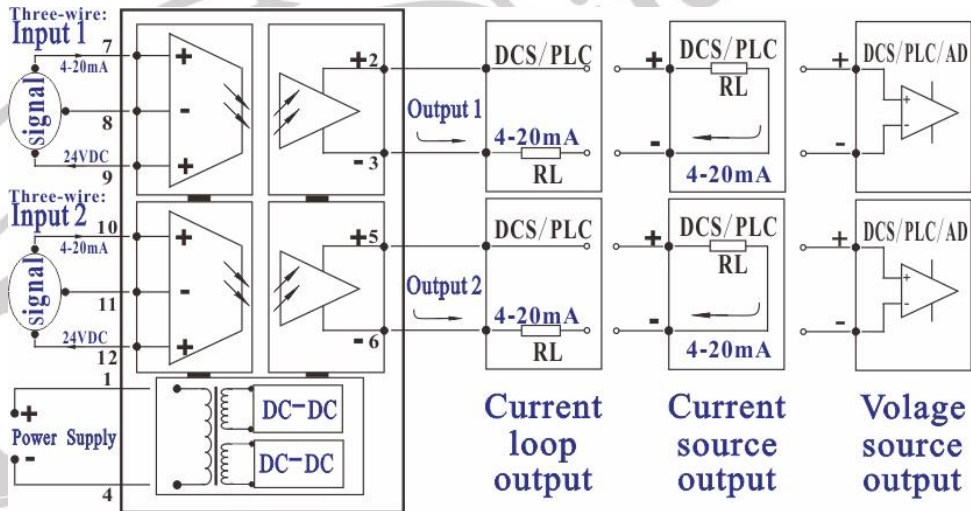 Three-wire:
Input 1
7
4-20mA
+
signal
8
-
24VDC
9
+
+2
-3
Output 1
DCS/PLC
4-20mA
RL
+
DCS/PLC
RL
-
4-20mA
+
DCS/PLC/AD
+
-
-
Three-wire:
Input 2
10
4-20mA
+
signal
11
-
24VDC
12
+
+5
-6
Output 2
DCS/PLC
4-20mA
RL
+
DCS/PLC
RL
-
4-20mA
+
DCS/PLC/AD
+
-
-
1
+
Power Supply
-
4
DC-DC
DC-DC
Current
loop
output
Current
source
output
Volage
source
output